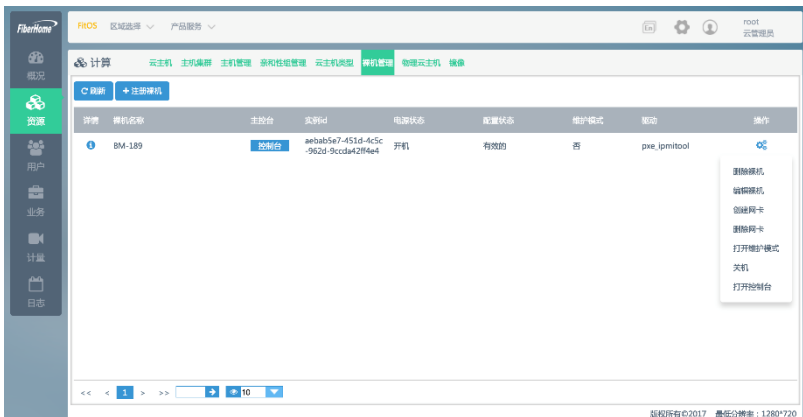 FiberHome
FitOS 区域选择 产品服务 En root
云管理员
概况
资源
用户
业务
计量
日志
计算 云主机 主机集群 主机管理 亲和性组管理 云主机类型 裸机管理 物理云主机 镜像
刷新 注册裸机
详情 裸机名称 主控台 实例id 电源状态 配置状态 维护模式 驱动 操作
BM-189 控制台 aebab5e7-451d-4c5c
-962d-9ccda42ff4e4 开机 有效的 否 pxe_ipmitool
删除裸机
编辑裸机
创建网卡
删除网卡
打开维护模式
关机
打开控制台
<< < 1 > >> 10
版权所有©2017 最低分辨率：1280*720